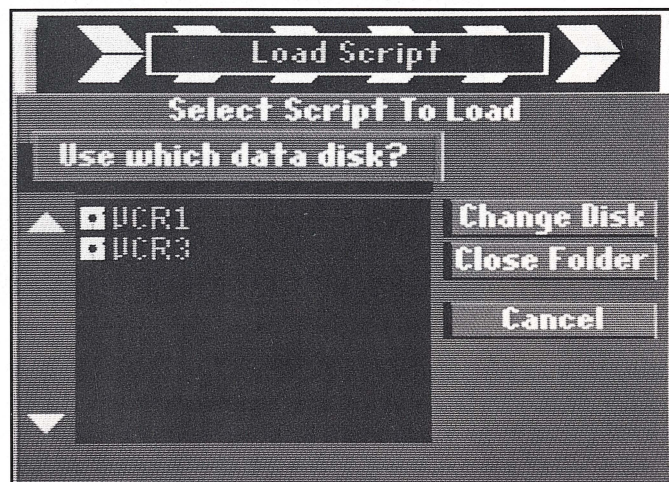 Load Script
Select Script To Load
Use which data disk?
VCR1
VCR3
Change Disk
Close Folder
Cancel